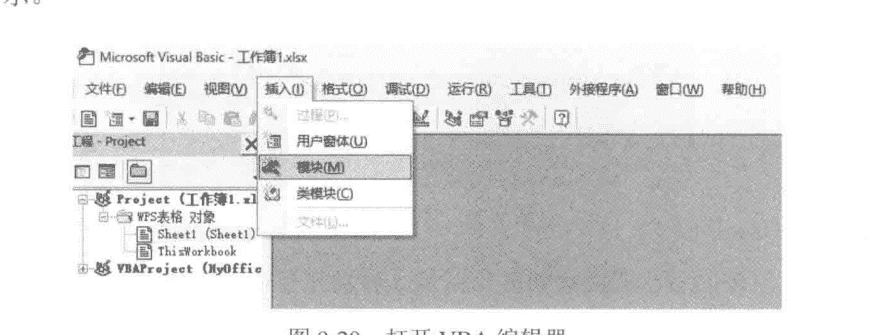 示。
Microsoft Visual Basic - 工作簿1.xlsx
文件(F) 编辑(E) 视图(V) 插入(I) 格式(O) 调试(D) 运行(R) 工具(T) 外接程序(A) 窗口(W) 帮助(H)
过程(P)...
工程 - Project
用户窗体(U)
模块(M)
Project (工作簿1.xl
类模块(C)
WPS表格 对象
文件(L)...
Sheet1 (Sheet1)
ThisWorkbook
VBAProject (MyOffic
打开 VBA 编辑器